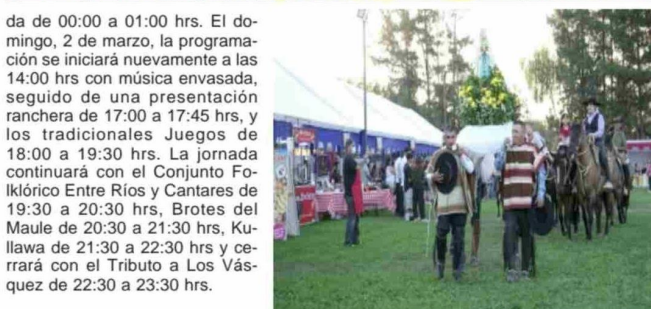 da de 00:00 a 01:00 hrs. El do-
mingo, 2 de marzo, la programa-
ción se iniciará nuevamente a las
14:00 hrs con música envasada,
seguido de una presentación
ranchera de 17:00 a 17:45 hrs, y
los tradicionales Juegos de
18:00 a 19:30 hrs. La jornada
continuará con el Conjunto Fo-
lklórico Entre Ríos y Cantares de
19:30 a 20:30 hrs, Brotes del
Maule de 20:30 a 21:30 hrs, Ku-
llawa de 21:30 a 22:30 hrs y ce-
rrará con el Tributo a Los Vás-
quez de 22:30 a 23:30 hrs.